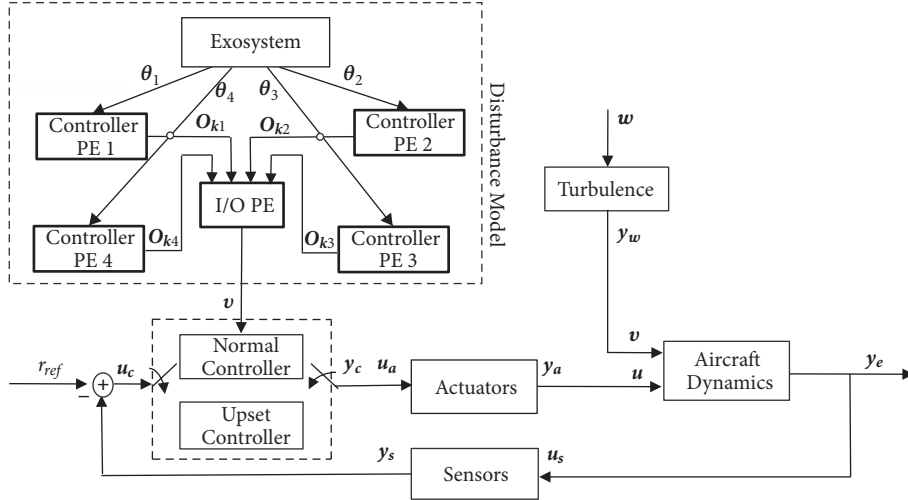 Exosystem
θ1
θ4
θ3
θ2
Controller
PE 1
Ok1
Ok2
Controller
PE 2
I/O PE
Controller
PE 4
Ok4
Ok3
Controller
PE 3
Disturbance Model
w
Turbulence
yw
υ
υ
rref
+
−
uc
Normal
Controller
Upset
Controller
yc
ua
Actuators
ya
u
Aircraft
Dynamics
ye
ys
Sensors
us